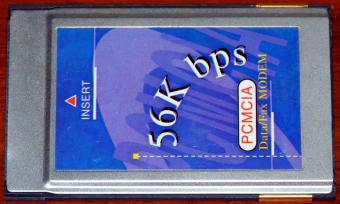 INSERT
56K bps
PCMCIA
Data/Fax MODEM